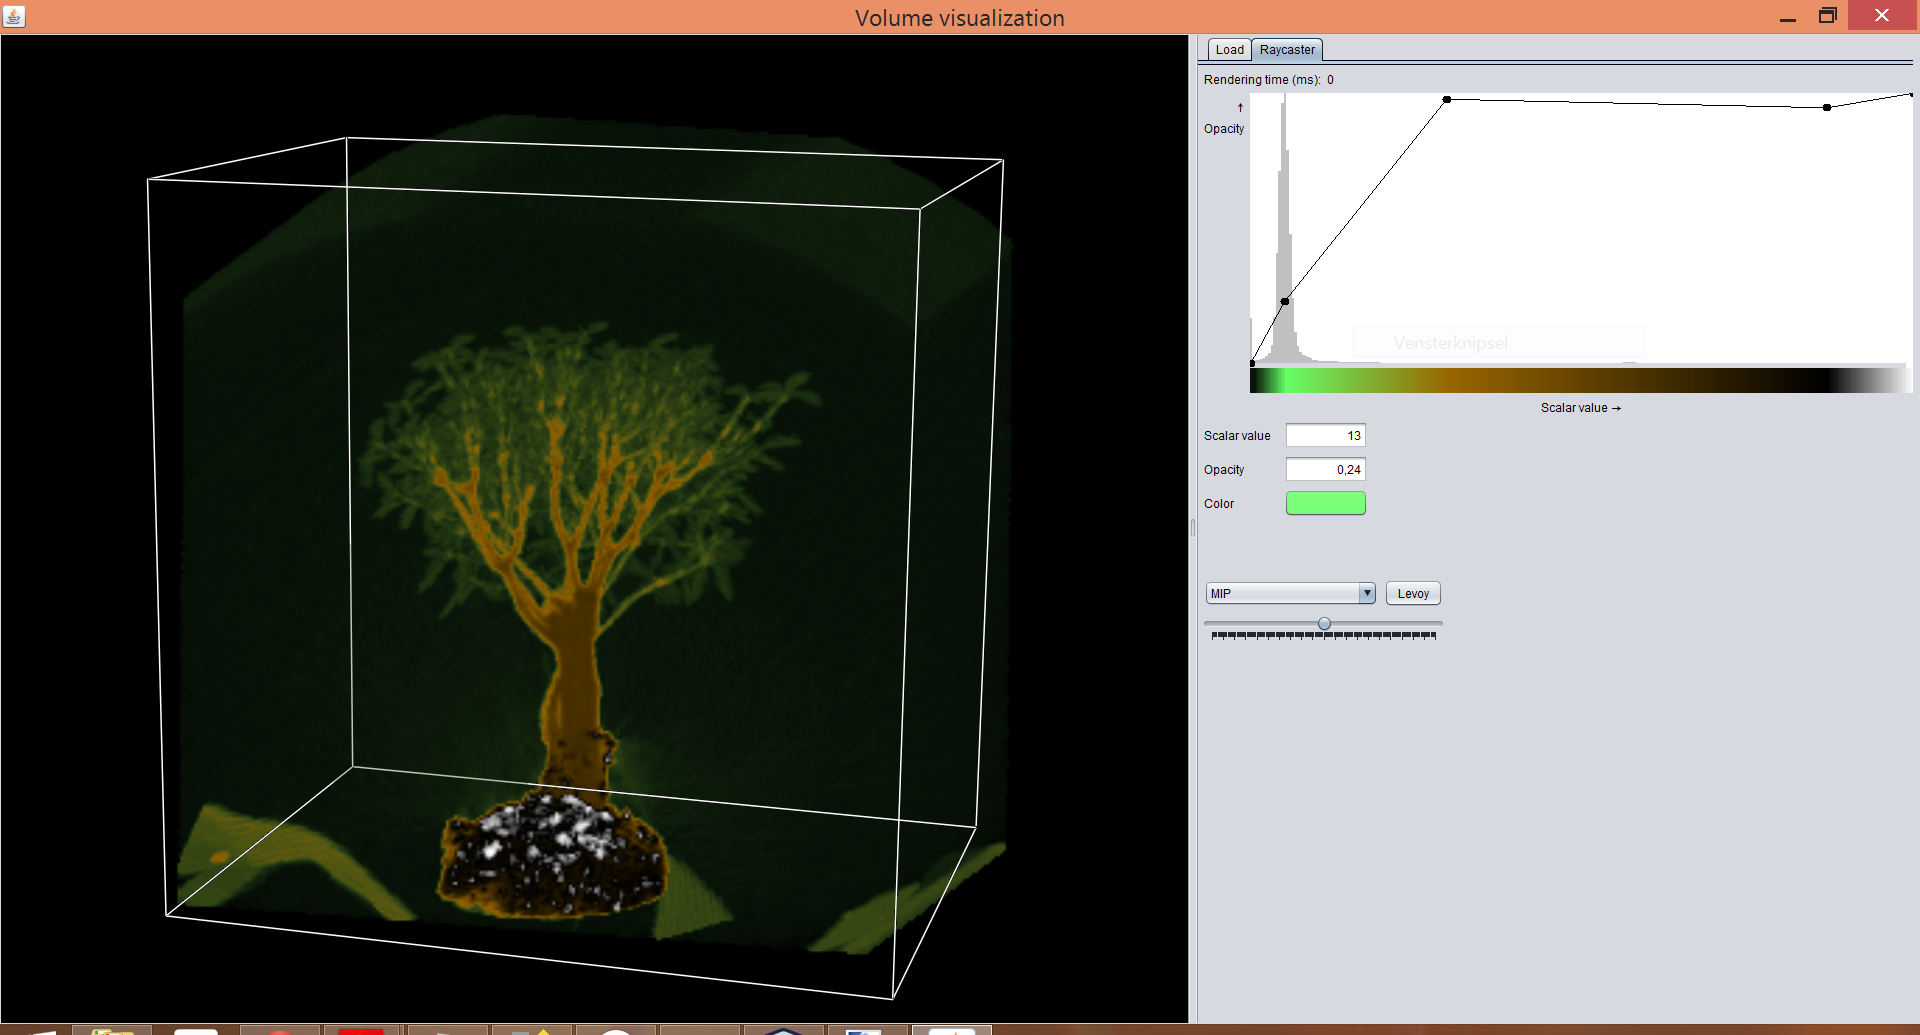 Volume visualization
Load Raycaster
Rendering time (ms): 0
↑
Opacity
Vensterknipsel
Scalar value →
Scalar value 13
Opacity 0,24
Color
MIP Levoy